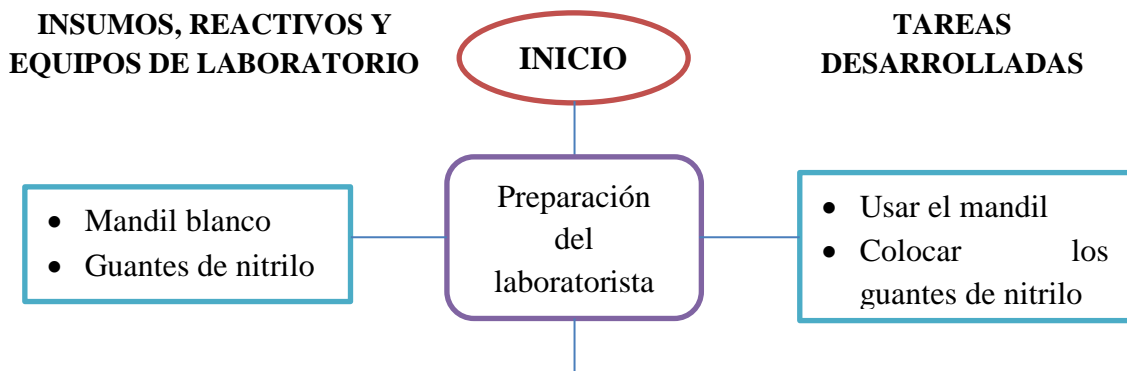 INSUMOS, REACTIVOS Y
EQUIPOS DE LABORATORIO
INICIO
TAREAS
DESARROLLADAS
• Mandil blanco
• Guantes de nitrilo
Preparación
del
laboratorista
• Usar el mandil
• Colocar los
guantes de nitrilo